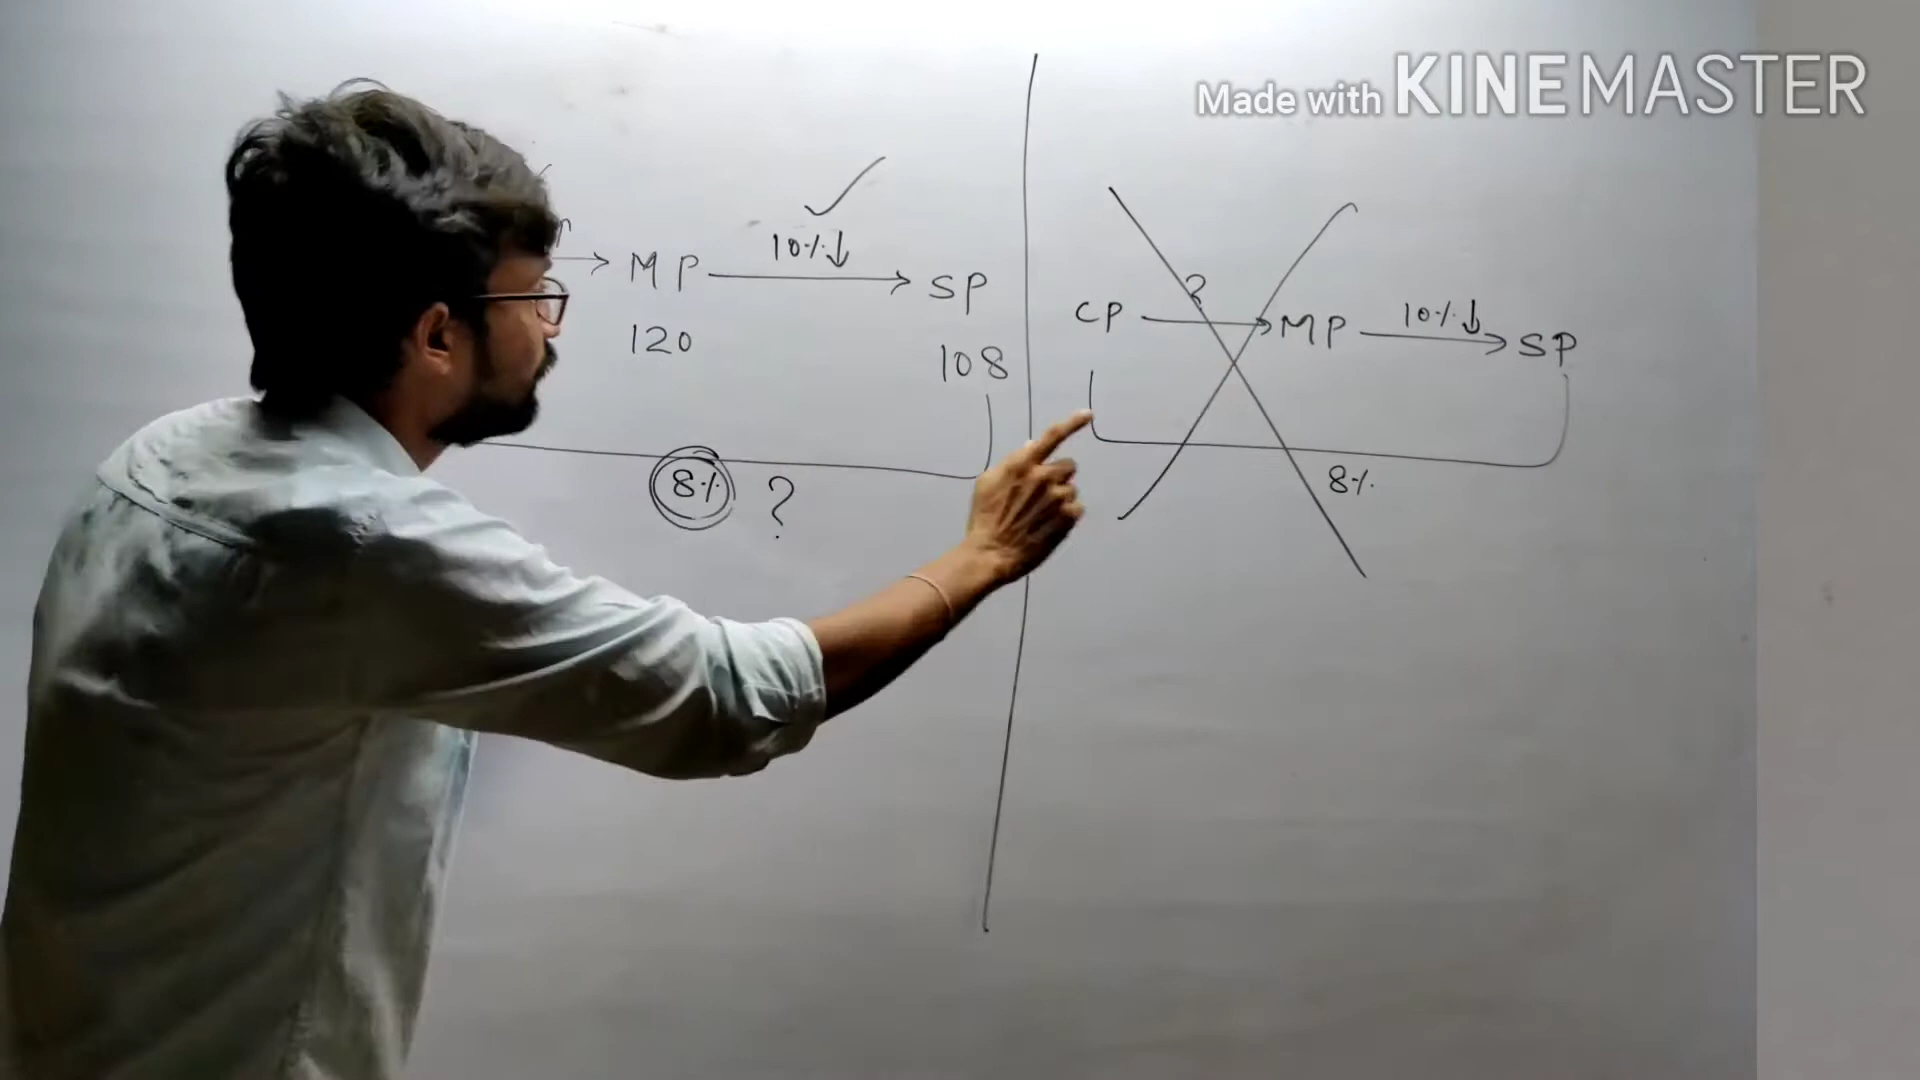 Made with KINEMASTER
10%↓
→ MP → SP
120
108
8% ?
?
CP → MP → SP
10%↓
8%